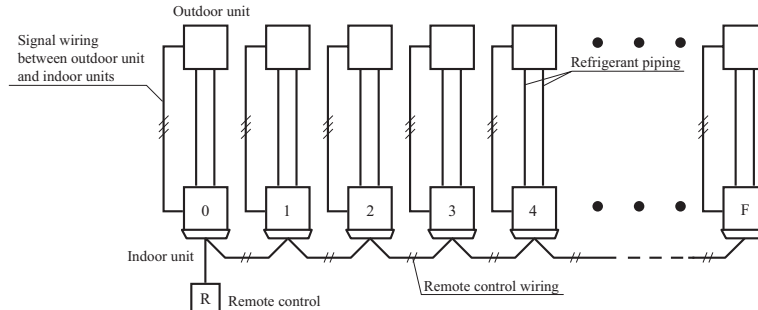 Outdoor unit
Signal wiring
between outdoor unit
and indoor units
Refrigerant piping
0 1 2 3 4 F
Indoor unit
Remote control wiring
R Remote control